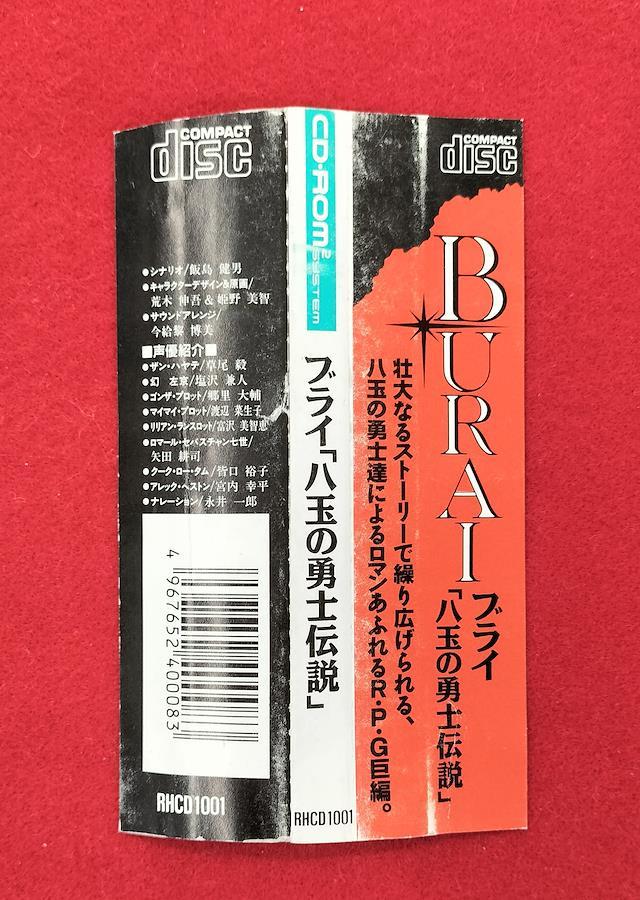 COMPACT
disc
●シナリオ/飯島 健男
●キャラクターデザイン&原画/
荒木 伸吾&姫野 美智
●サウンドアレンジ/
今給黎 博美
■声優紹介■
●ザン・ハヤテ/草尾 毅
●幻 左京/塩沢 兼人
●ゴンザ・プロット/郷里 大輔
●マイマイ・プロット/渡辺 菜生子
●リリアン・ランスロット/富沢 美智恵
●ロマール・セバスチャン七世/
矢田 耕司
●クーク・ロー・タム/皆口 裕子
●アレック・ヘストン/宮内 幸平
●ナレーション/永井 一郎
4 967652 400083
RHCD1001
CD-ROM2
SYSTEM
ブライ「八玉の勇士伝説」
RHCD1001
COMPACT
disc
BURAI
ブライ
「八玉の勇士伝説」
壮大なるストーリーで繰り広げられる、
八玉の勇士達によるロマンあふれるR・P・G巨編。